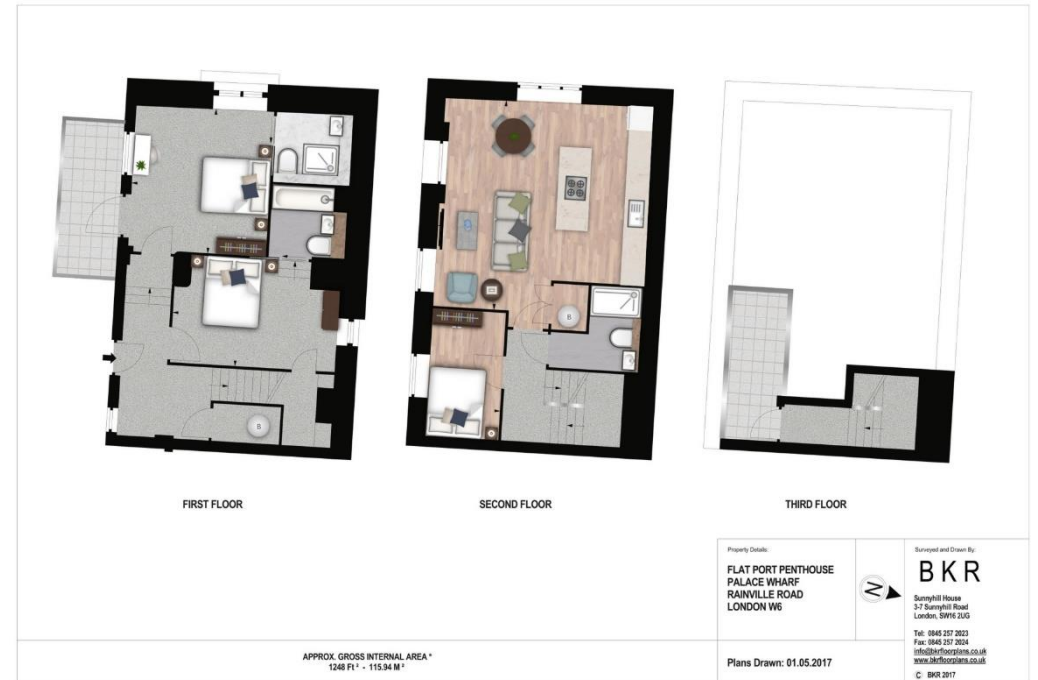 B
B
FIRST FLOOR
SECOND FLOOR
THIRD FLOOR
Property Details:
FLAT PORT PENTHOUSE
PALACE WHARF
RAINVILLE ROAD
LONDON W6
N
Surveyed and Drawn By:
BKR
Sunnyhill House
3-7 Sunnyhill Road
London, SW16 2UG
Tel: 0845 257 2023
Fax: 0845 257 2024
info@bkrfloorplans.co.uk
www.bkrfloorplans.co.uk
C BKR 2017
APPROX. GROSS INTERNAL AREA *
1248 Ft ² - 115.94 M ²
Plans Drawn: 01.05.2017